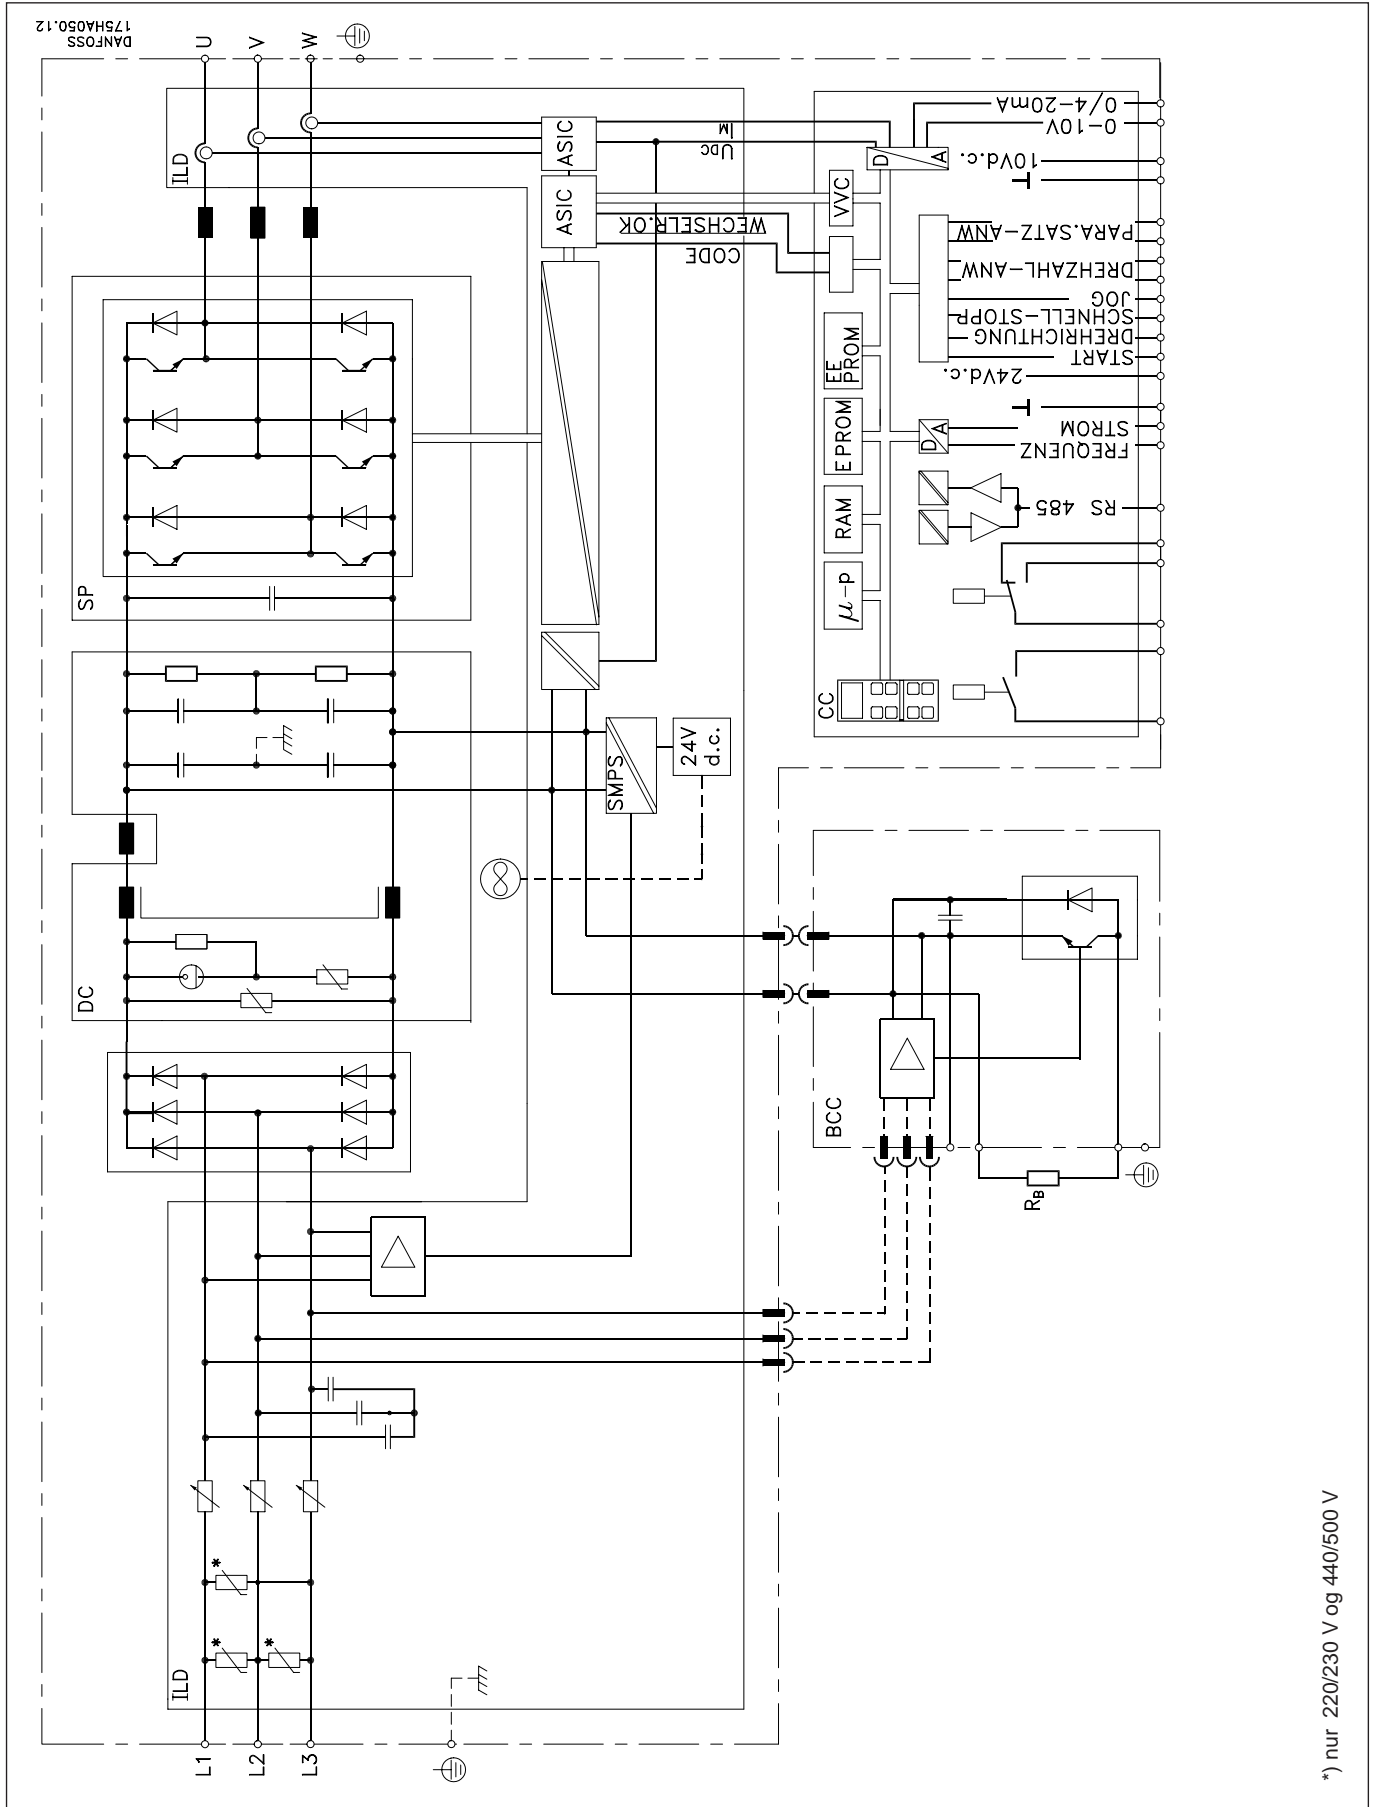 DANFOSS
175HA050.12
U
V
W
ILD
ASIC
ASIC
IM
UDC
WECHSELR.OK
CODE
D
A
VVC
0/4-20mA
0-10V
10Vd.c.
PARA.SATZ-ANW
DREHZAHL-ANW
JOG
SCHNELL-STOPP
DREHRICHTUNG
START
24Vd.c.
STROM
FREQUENZ
RS 485
EE
PROM
EPROM
RAM
µ-p
D
A
CC
SP
DC
SMPS
24V
d.c.
BCC
RB
ILD
*
*
*
L1
L2
L3
*) nur 220/230 V og 440/500 V